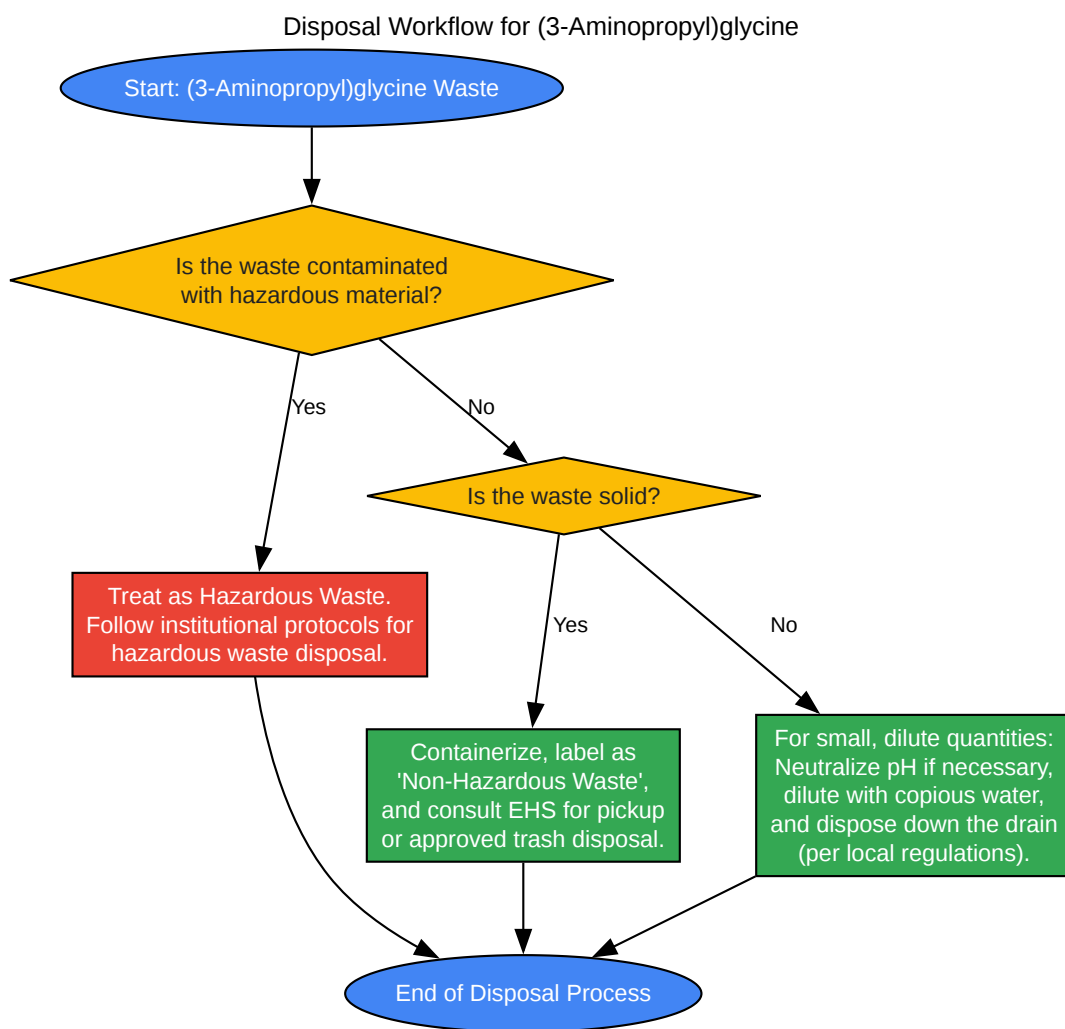 Disposal Workflow for (3-Aminopropyl)glycine
Start: (3-Aminopropyl)glycine Waste
Is the waste contaminated
with hazardous material?
Yes
No
Is the waste solid?
Treat as Hazardous Waste.
Follow institutional protocols for
hazardous waste disposal.
Yes
No
Containerize, label as
'Non-Hazardous Waste',
and consult EHS for pickup
or approved trash disposal.
For small, dilute quantities:
Neutralize pH if necessary,
dilute with copious water,
and dispose down the drain
(per local regulations).
End of Disposal Process